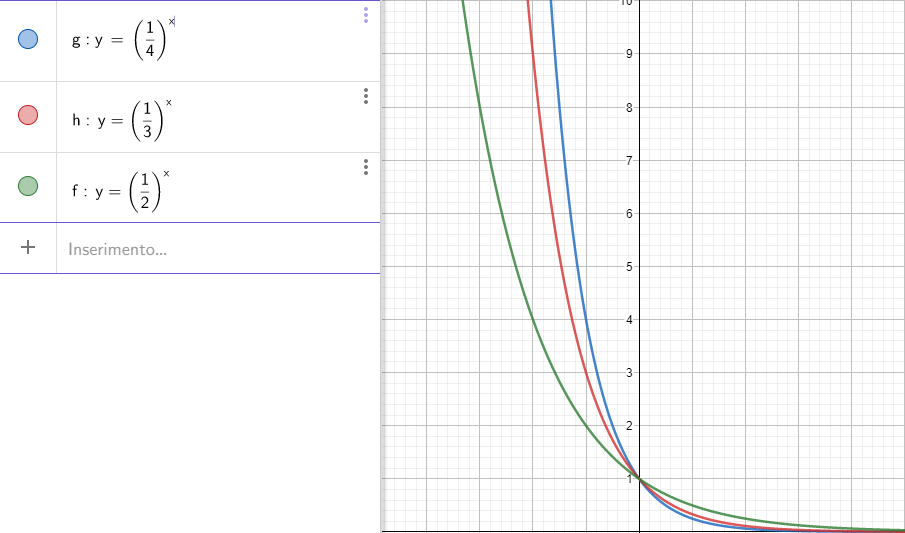 g : y = (1/4)^x
h : y = (1/3)^x
f : y = (1/2)^x
+ Inserimento...
10
9
8
7
6
5
4
3
2
1